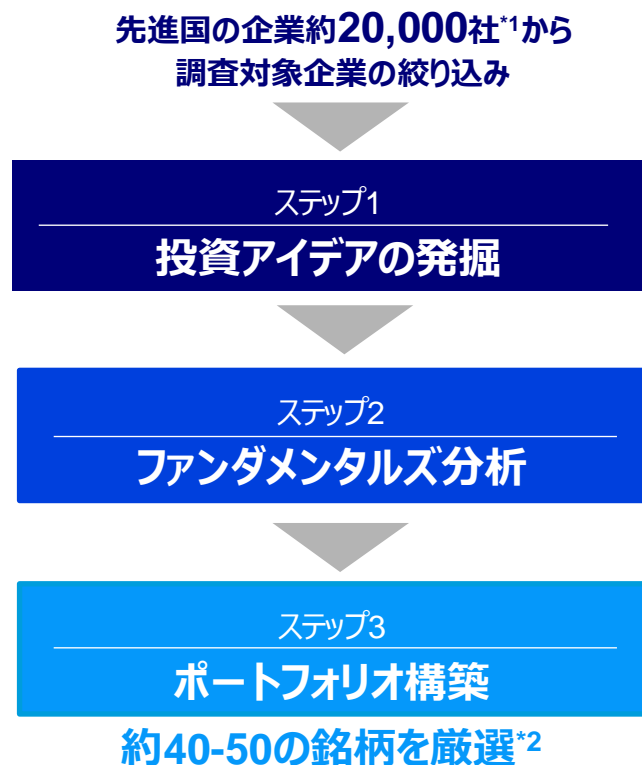 先進国の企業約20,000社*1から
調査対象企業の絞り込み
ステップ1
投資アイデアの発掘
ステップ2
ファンダメンタルズ分析
ステップ3
ポートフォリオ構築
約40-50の銘柄を厳選*2